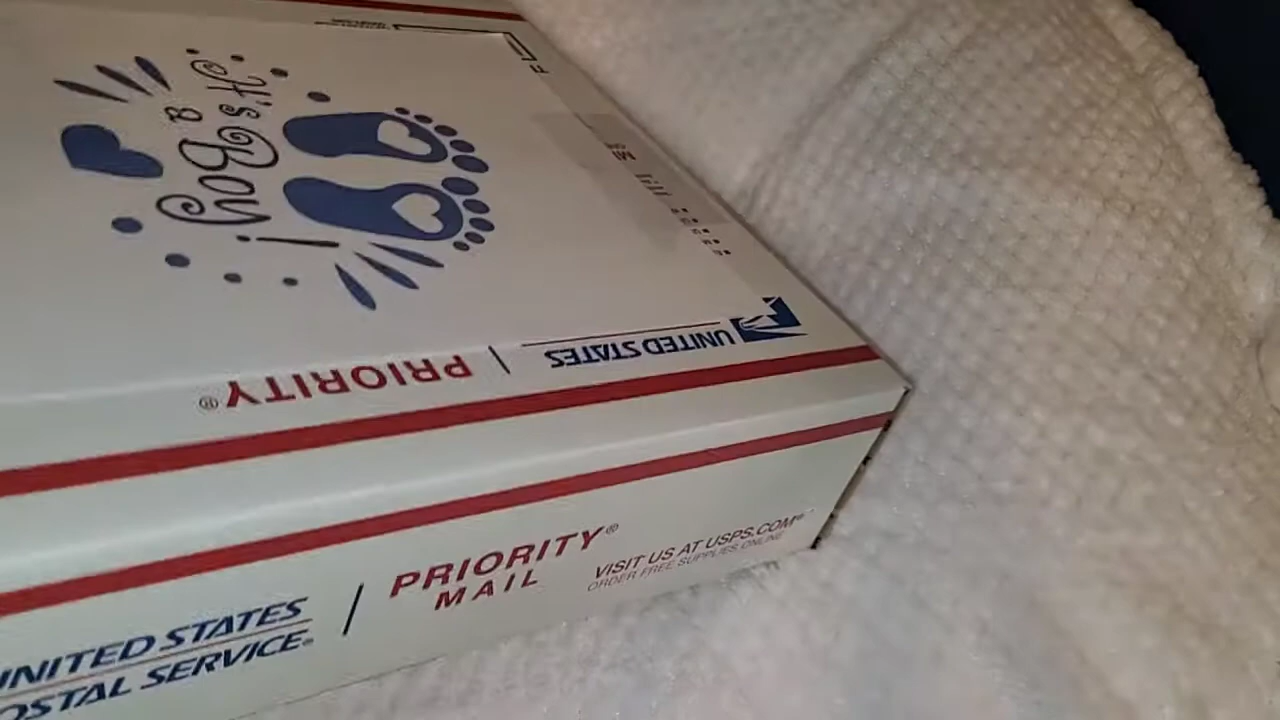 It's
a
Boy!
UNITED STATES
PRIORITY®
UNITED STATES
POSTAL SERVICE®
PRIORITY®
MAIL
VISIT US AT USPS.COM®
ORDER FREE SUPPLIES ONLINE